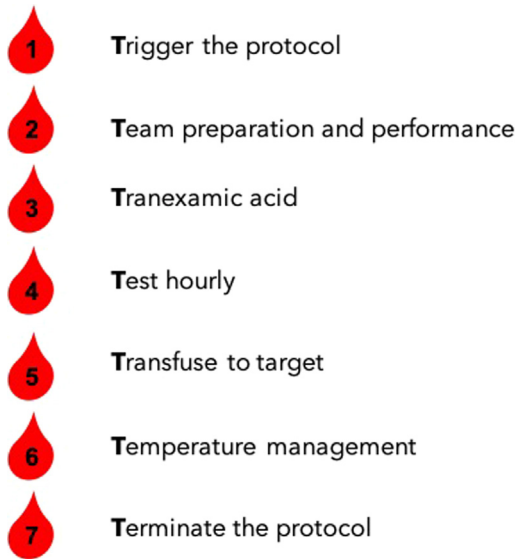 1 Trigger the protocol
2 Team preparation and performance
3 Tranexamic acid
4 Test hourly
5 Transfuse to target
6 Temperature management
7 Terminate the protocol